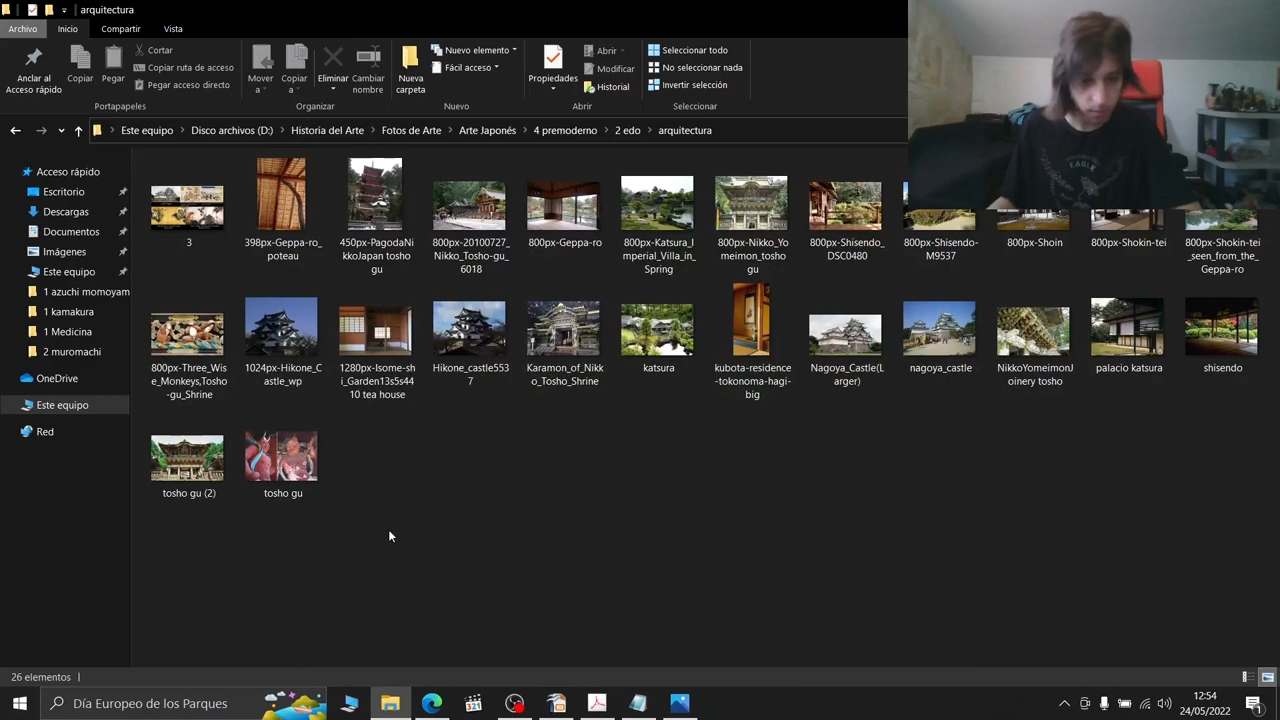 arquitectura
Archivo Inicio Compartir Vista
Anclar al
Acceso rápido
Copiar
Pegar
Cortar
Copiar ruta de acceso
Pegar acceso directo
Portapapeles
Mover
a
Copiar
a
Eliminar
Cambiar
nombre
Organizar
Nueva
carpeta
Nuevo elemento
Fácil acceso
Nuevo
Propiedades
Abrir
Modificar
Historial
Abrir
Seleccionar todo
No seleccionar nada
Invertir selección
Seleccionar
Este equipo > Disco archivos (D:) > Historia del Arte > Fotos de Arte > Arte Japonés > 4 premoderno > 2 edo > arquitectura
Acceso rápido
Escritorio
Descargas
Documentos
Imágenes
Este equipo
1 azuchi momoyam
1 kamakura
1 Medicina
2 muromachi
OneDrive
Este equipo
Red
3
398px-Geppa-ro_
poteau
450px-PagodaNi
kkoJapan tosho
gu
800px-20100727_
Nikko_Tosho-gu_
6018
800px-Geppa-ro
800px-Katsura_I
mperial_Villa_in_
Spring
800px-Nikko_Yo
meimon_tosho
gu
800px-Shisendo_
DSC0480
800px-Shisendo-
M9537
800px-Shoin
800px-Shokin-tei
800px-Shokin-tei
_seen_from_the_
Geppa-ro
800px-Three_Wis
e_Monkeys,Tosho
-gu_Shrine
1024px-Hikone_C
astle_wp
1280px-Isome-sh
i_Garden13s5s44
10 tea house
Hikone_castle553
7
Karamon_of_Nikk
o_Tosho_Shrine
katsura
kubota-residence
-tokonoma-hagi-
big
Nagoya_Castle(L
arger)
nagoya_castle
NikkoYomeimonJ
oinery tosho
palacio katsura
shisendo
tosho gu (2)
tosho gu
26 elementos
Día Europeo de los Parques
12:54
24/05/2022